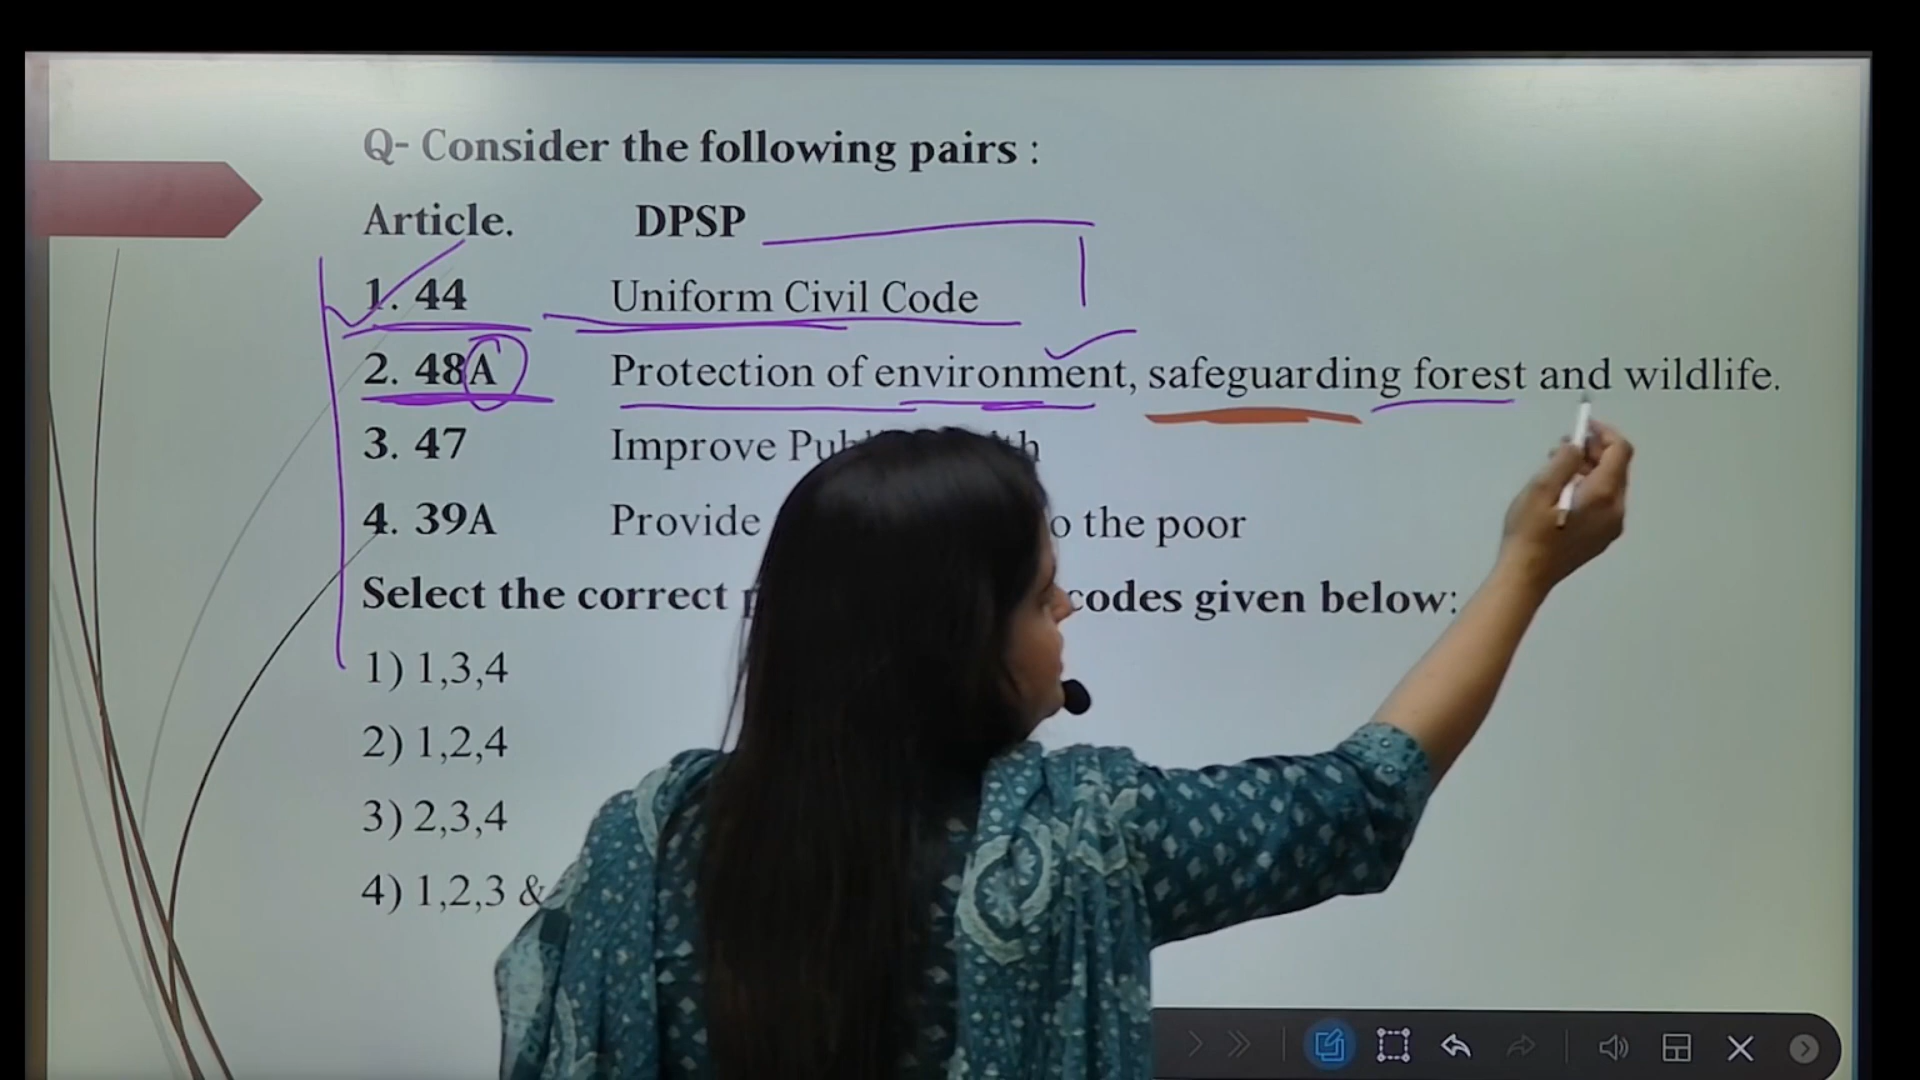 Q- Consider the following pairs :
Article. DPSP
1. 44 Uniform Civil Code
2. 48A Protection of environment, safeguarding forest and wildlife.
3. 47 Improve
4. 39A Provide the poor
Select the correct codes given below:
1) 1,3,4
2) 1,2,4
3) 2,3,4
4) 1,2,3 &